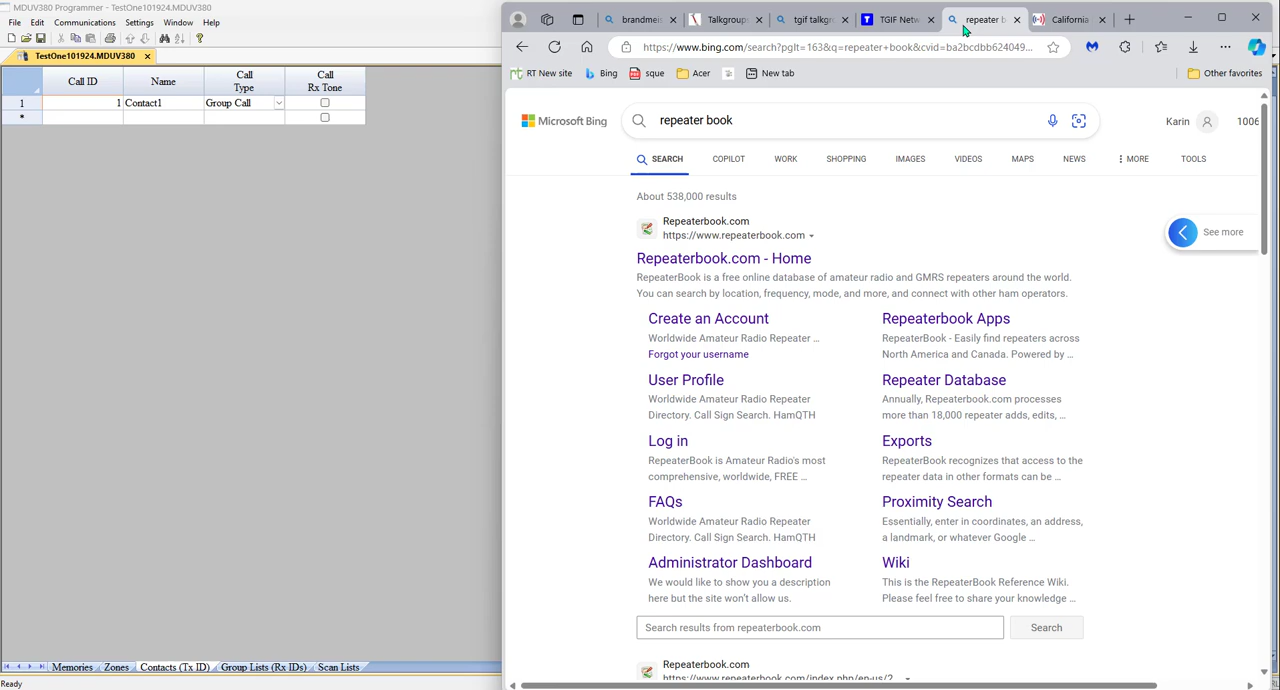 MDUV380 Programmer - TestOne101924.MDUV380
File Edit Communications Settings Window Help
TestOne101924.MDUV380
Call ID Name Call Type Call Rx Tone
1 1 Contact1 Group Call
*
Memories Zones Contacts (Tx ID) Group Lists (Rx IDs) Scan Lists
Ready
brandmeis Talkgroups tgif talkgr TGIF Netw repeater b California
https://www.bing.com/search?pglt=163&q=repeater+book&cvid=ba2bcdbb624049...
RT New site Bing sque Acer New tab Other favorites
Microsoft Bing
repeater book
Karin 1006
SEARCH COPILOT WORK SHOPPING IMAGES VIDEOS MAPS NEWS MORE TOOLS
About 538,000 results
Repeaterbook.com
https://www.repeaterbook.com
See more
Repeaterbook.com - Home
RepeaterBook is a free online database of amateur radio and GMRS repeaters around the world.
You can search by location, frequency, mode, and more, and connect with other ham operators.
Create an Account
Worldwide Amateur Radio Repeater ...
Forgot your username
Repeaterbook Apps
RepeaterBook - Easily find repeaters across
North America and Canada. Powered by ...
User Profile
Worldwide Amateur Radio Repeater
Directory. Call Sign Search. HamQTH
Repeater Database
Annually, Repeaterbook.com processes
more than 18,000 repeater adds, edits, ...
Log in
RepeaterBook is Amateur Radio's most
comprehensive, worldwide, FREE ...
Exports
RepeaterBook recognizes that access to the
repeater data in other formats can be ...
FAQs
Worldwide Amateur Radio Repeater
Directory. Call Sign Search. HamQTH
Proximity Search
Essentially, enter in coordinates, an address,
a landmark, or whatever Google ...
Administrator Dashboard
We would like to show you a description
here but the site won't allow us.
Wiki
This is the RepeaterBook Reference Wiki.
Please feel free to share your knowledge ...
Search results from repeaterbook.com
Search
Repeaterbook.com
https://www.repeaterbook.com/index.php/en-us/?